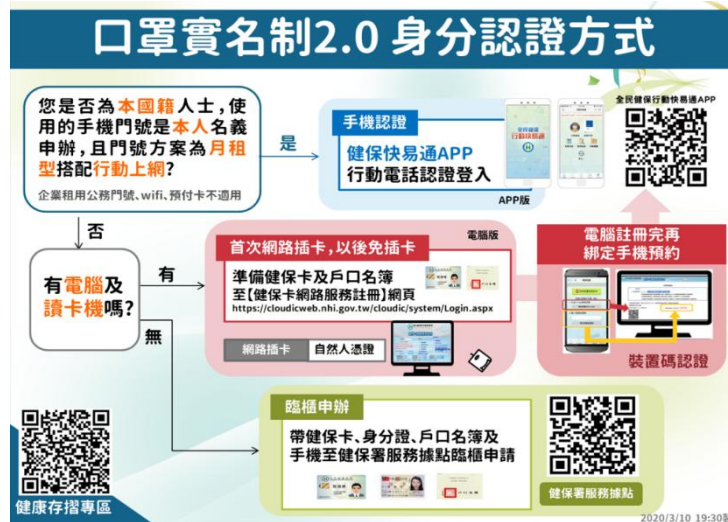 口罩實名制2.0 身分認證方式
您是否為本國籍人士,使
用的手機門號是本人名義
申辦,且門號方案為月租
型搭配行動上網?
企業租用公務門號、wifi、預付卡不適用
是
手機認證
健保快易通APP
行動電話認證登入
全民健保
行動快易通
APP版
全民健保行動快易通APP
否
有電腦及
讀卡機嗎?
有
無
電腦版
首次網路插卡,以後免插卡
準備健保卡及戶口名簿
至【健保卡網路服務註冊】網頁
https://cloudicweb.nhi.gov.tw/cloudic/system/Login.aspx
網路插卡
自然人憑證
電腦註冊完再
綁定手機預約
裝置碼認證
臨櫃申辦
帶健保卡、身分證、戶口名簿及
手機至健保署服務據點臨櫃申請
健保署服務據點
健康存摺專區
2020/3/10 19:30